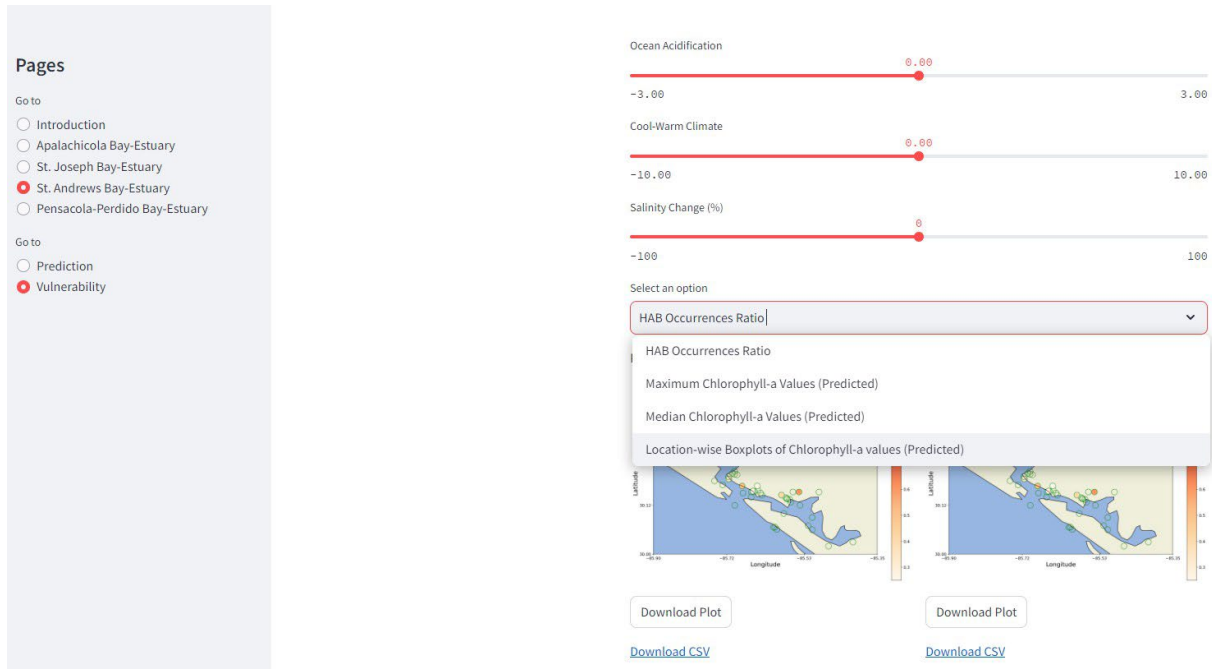 Pages
Go to
Introduction
Apalachicola Bay-Estuary
St. Joseph Bay-Estuary
St. Andrews Bay-Estuary
Pensacola-Perdido Bay-Estuary
Go to
Prediction
Vulnerability
Ocean Acidification
0.00
-3.00 3.00
Cool-Warm Climate
0.00
-10.00 10.00
Salinity Change (%)
0
-100 100
Select an option
HAB Occurrences Ratio
HAB Occurrences Ratio
Maximum Chlorophyll-a Values (Predicted)
Median Chlorophyll-a Values (Predicted)
Location-wise Boxplots of Chlorophyll-a values (Predicted)
Latitude
Longitude
Latitude
Longitude
Download Plot Download Plot
Download CSV Download CSV